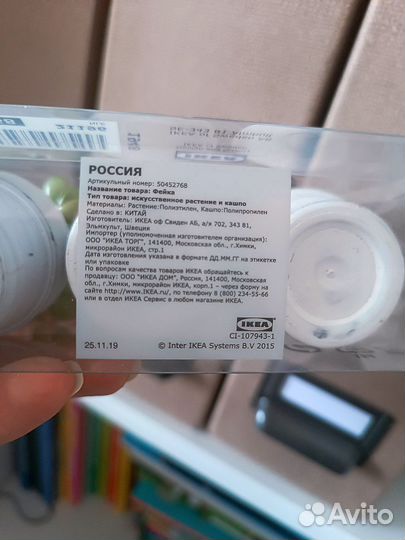 IKEA
РОССИЯ
Артикульный номер: 50452768
Название товара: Фейка
Тип товара: искусственное растение и кашпо
Материалы: Растение:Полиэтилен, Кашпо:Полипропилен
Сделано в: КИТАЙ
Изготовитель: ИКЕА оф Свиден АБ, а/я 702, 343 81,
Эльмхульт, Швеция
Импортер (уполномоченная изготовителем организация):
ООО "ИКЕА ТОРГ", 141400, Московская обл., г.Химки,
микрорайон ИКЕА, стр.1
Дата изготовления указана в формате ДД.ММ.ГГ на этикетке
или упаковке
По вопросам качества товаров ИКЕА обращайтесь к
продавцу: "ИКЕА ДОМ", Россия, 141400, Московская
обл., г.Химки, микрорайон ИКЕА, корп.1 - через форму на
сайте http://www.IKEA.ru/, по телефону 8 (800) 234-55-66
или в отдел ИКЕА Сервис в любом магазине ИКЕА.
IKEA
CI-107943-1
25.11.19
© Inter IKEA Systems B.V 2015
Avito